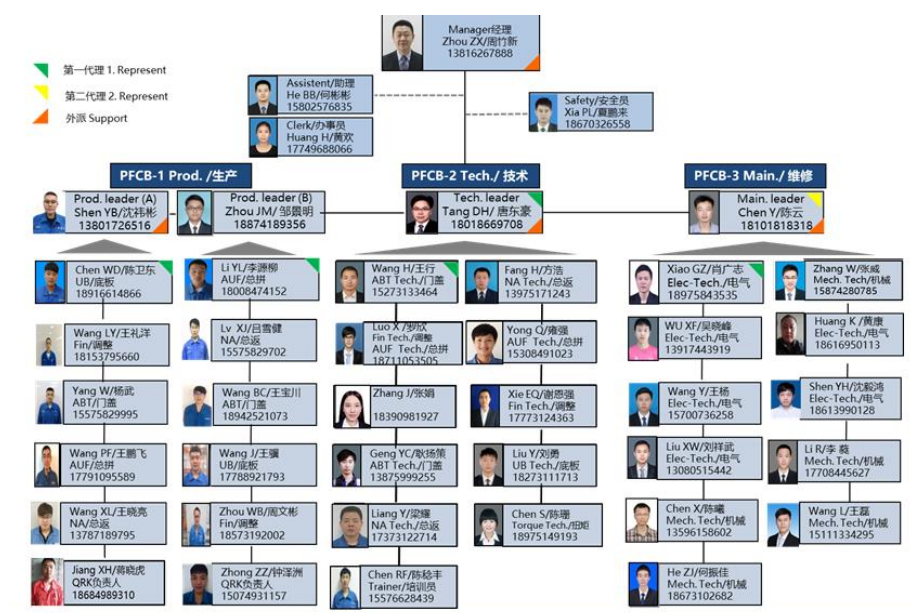 Manager经理
Zhou ZX/周竹新
13816267888
第一代理 1. Represent
第二代理 2. Represent
外派 Support
Assistent/助理
He BB/何彬彬
15802576835
Clerk/办事员
Huang H/黄欢
17749688066
Safety/安全员
Xia PL/夏鹏来
18670326558
PFCB-1 Prod. /生产
PFCB-2 Tech./ 技术
PFCB-3 Main./ 维修
Prod. leader (A)
Shen YB/沈祎彬
13801726516
Prod. leader (B)
Zhou JM/ 邹景明
18874189356
Tech. leader
Tang DH/ 唐东豪
18018669708
Main. leader
Chen Y/陈云
18101818318
Chen WD/陈卫东
UB/底板
18916614866
Wang LY/王礼洋
Fin/调整
18153795660
Yang W/杨武
ABT/门盖
15575829995
Wang PF/王鹏飞
AUF/总拼
17791095589
Wang XL/王晓亮
NA/总返
13787189795
Jiang XH/蒋晓虎
QRK负责人
18684989310
Li YL/李源柳
AUF/总拼
18008474152
Lv XJ/吕雪健
NA/总返
15575829702
Wang BC/王宝川
ABT/门盖
18942521073
Wang J/王彊
UB/底板
17788921793
Zhou WB/周文彬
Fin/调整
18573192002
Zhong ZZ/钟泽洲
QRK负责人
15074931157
Wang H/王行
ABT Tech./门盖
15273133464
Luo X /罗欣
Fin Tech./调整
AUF Tech./总拼
18711053505
Zhang J/张娟
18390981927
Geng YC/耿扬策
ABT Tech./门盖
13875999255
Liang Y/梁耀
NA Tech./总返
17373122714
Chen RF/陈稔丰
Trainer/培训员
15576628439
Fang H/方浩
NA Tech./总返
13975171243
Yong Q/雍强
AUF Tech./总拼
15308491023
Xie EQ/谢恩强
Fin Tech./调整
17773124363
Liu Y/刘勇
UB Tech./底板
18273111713
Chen S/陈珊
Torque Tech./扭矩
18975149193
Xiao GZ/肖广志
Elec-Tech./电气
18975843535
WU XF/吴晓峰
Elec-Tech./电气
13917443919
Wang Y/王杨
Elec-Tech./电气
15700736258
Liu XW/刘祥武
Elec-Tech./电气
13080515442
Chen X/陈曦
Mech. Tech/机械
13596158602
He ZJ/何振佳
Mech. Tech/机械
18673102682
Zhang W/张威
Mech. Tech/机械
15874280785
Huang K /黄康
Elec-Tech./电气
18616950113
Shen YH/沈毅鸿
Elec-Tech./电气
18613990128
Li R/李 蕤
Mech. Tech/机械
17708445627
Wang L/王磊
Mech. Tech/机械
15111334295